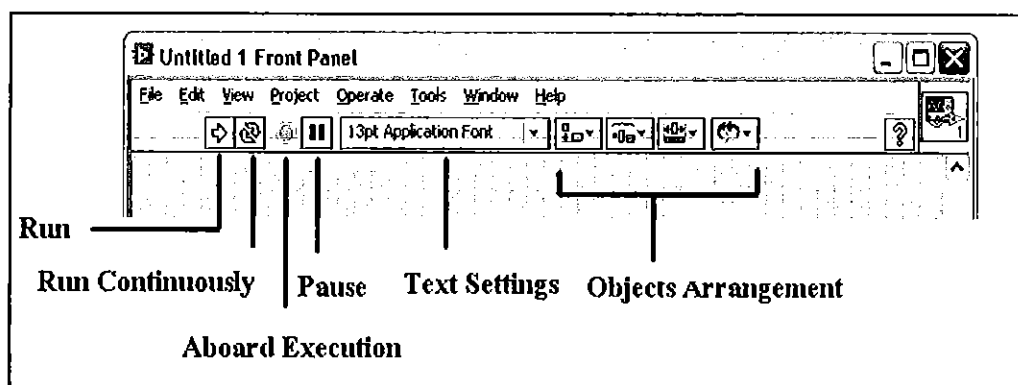 Untitled 1 Front Panel
File Edit View Project Operate Tools Window Help
13pt Application Font
?
1
Run
Run Continuously
Pause
Text Settings
Objects Arrangement
Aboard Execution